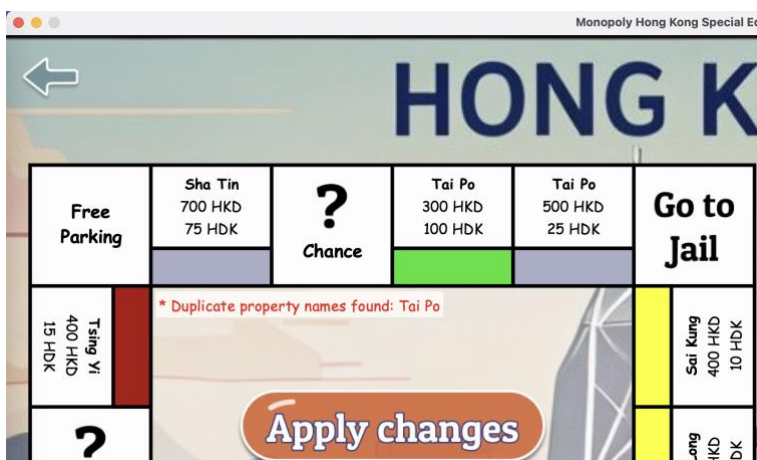 Monopoly Hong Kong Special Ed
HONG K
Free
Parking
Sha Tin
700 HKD
75 HDK
?
Chance
Tai Po
300 HKD
100 HDK
Tai Po
500 HKD
25 HDK
Go to
Jail
* Duplicate property names found: Tai Po
Tsing Yi
400 HKD
15 HDK
Sai Kung
400 HKD
10 HDK
?
Apply changes